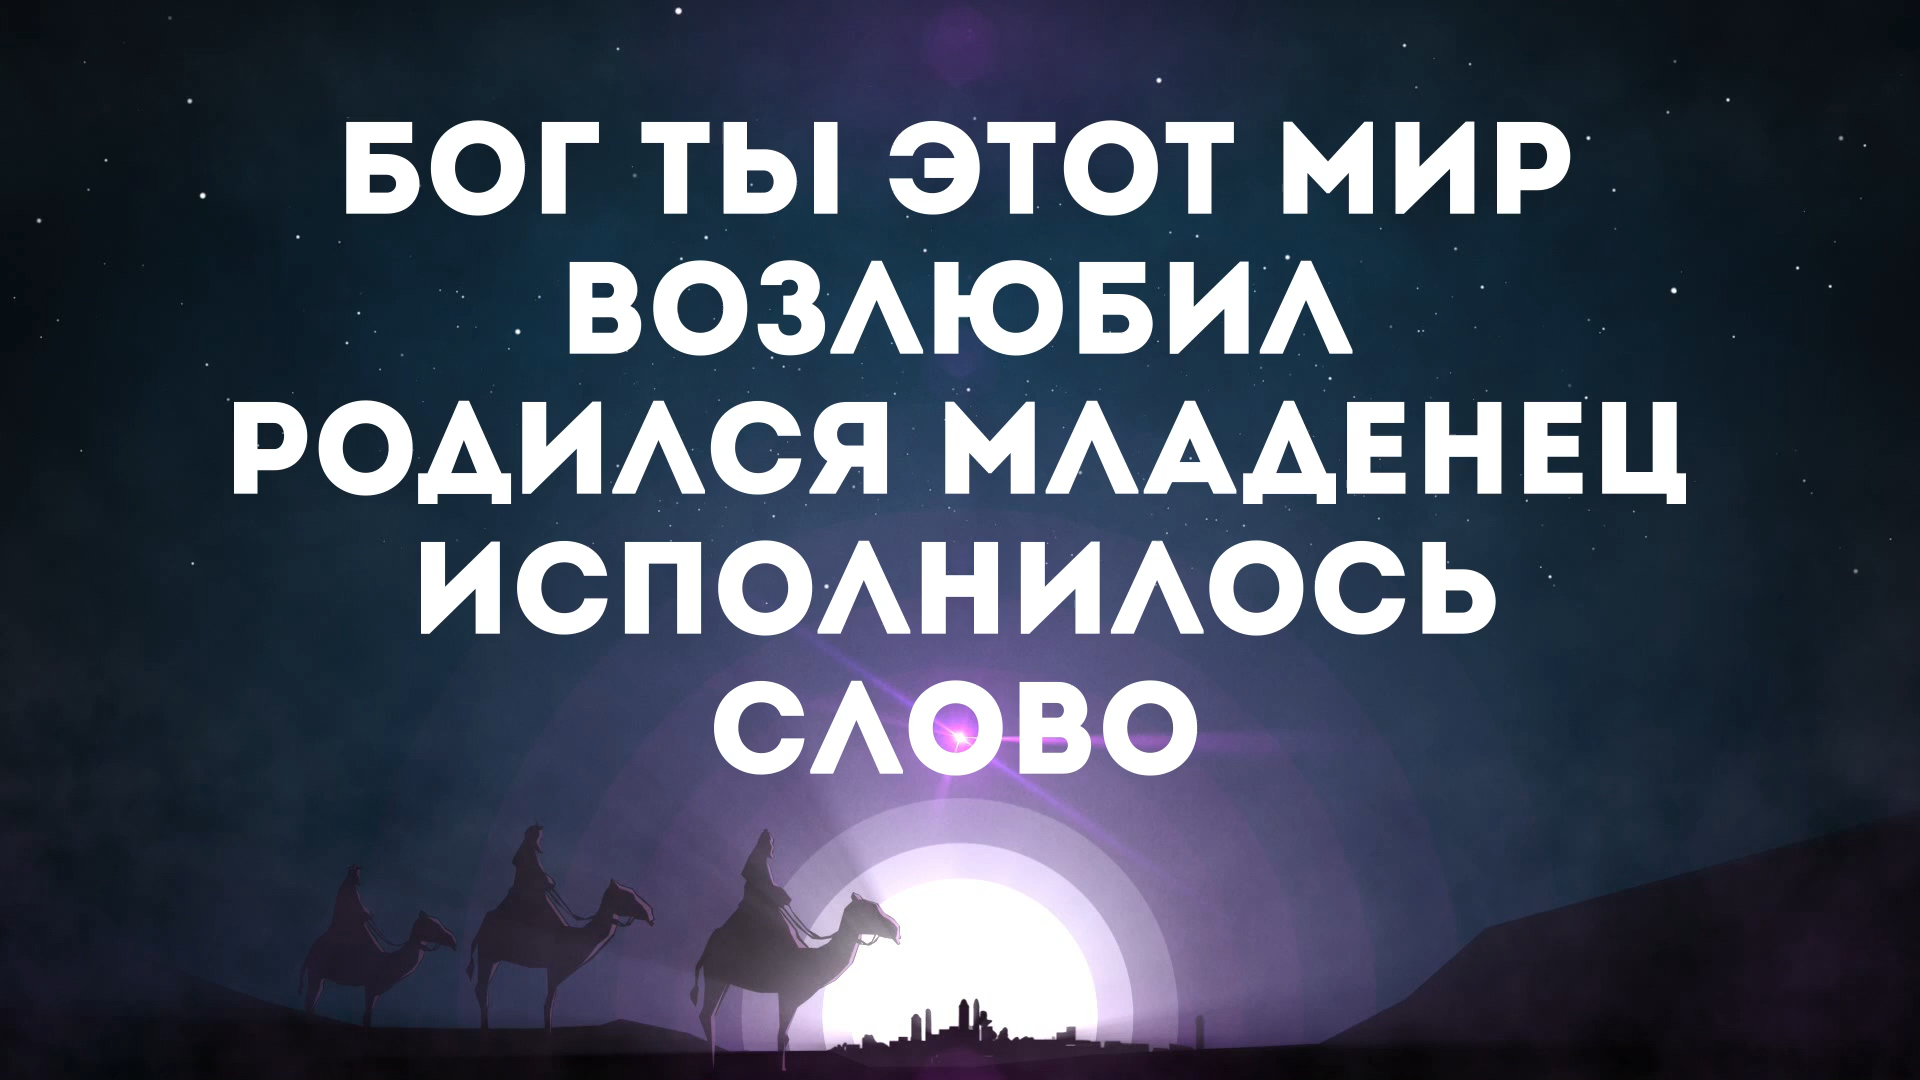 БОГ ТЫ ЭТОТ МИР
ВОЗЛЮБИЛ
РОДИЛСЯ МЛАДЕНЕЦ
ИСПОЛНИЛОСЬ
СЛОВО